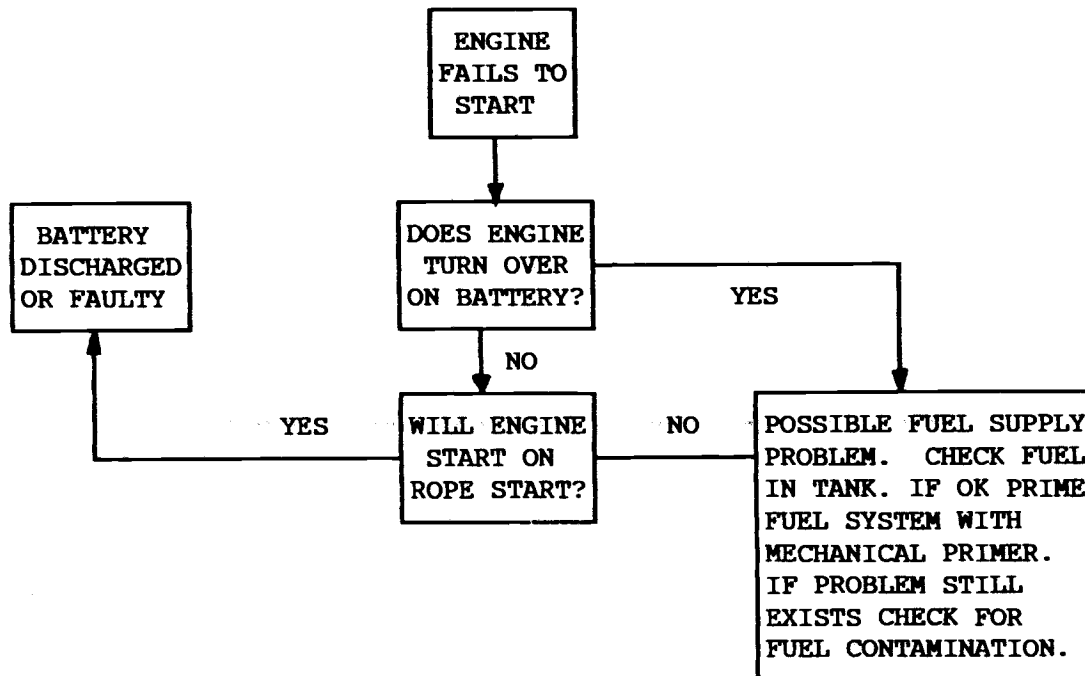 ENGINE
FAILS TO
START
BATTERY
DISCHARGED
OR FAULTY
DOES ENGINE
TURN OVER
ON BATTERY?
YES
NO
YES
WILL ENGINE
START ON
ROPE START?
NO
POSSIBLE FUEL SUPPLY
PROBLEM. CHECK FUEL
IN TANK. IF OK PRIME
FUEL SYSTEM WITH
MECHANICAL PRIMER.
IF PROBLEM STILL
EXISTS CHECK FOR
FUEL CONTAMINATION.